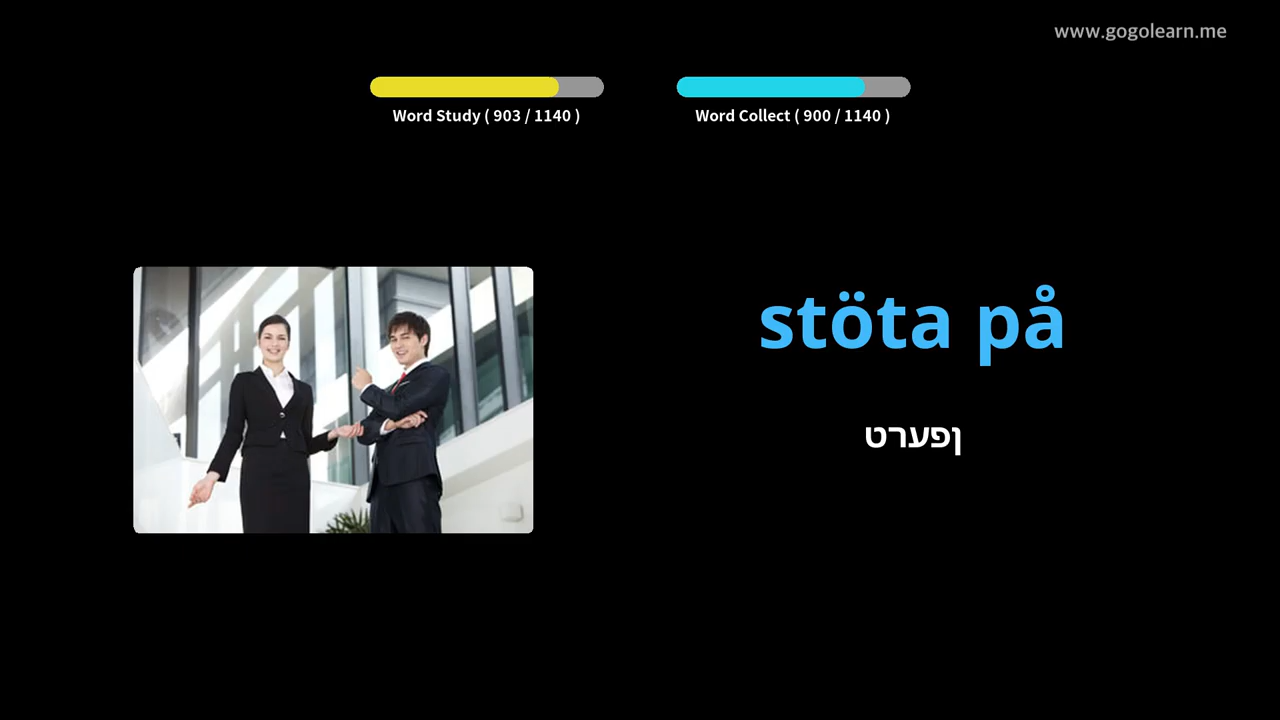 www.gogolearn.me
Word Study ( 903 / 1140 )
Word Collect ( 900 / 1140 )
stöta på
טרעפן